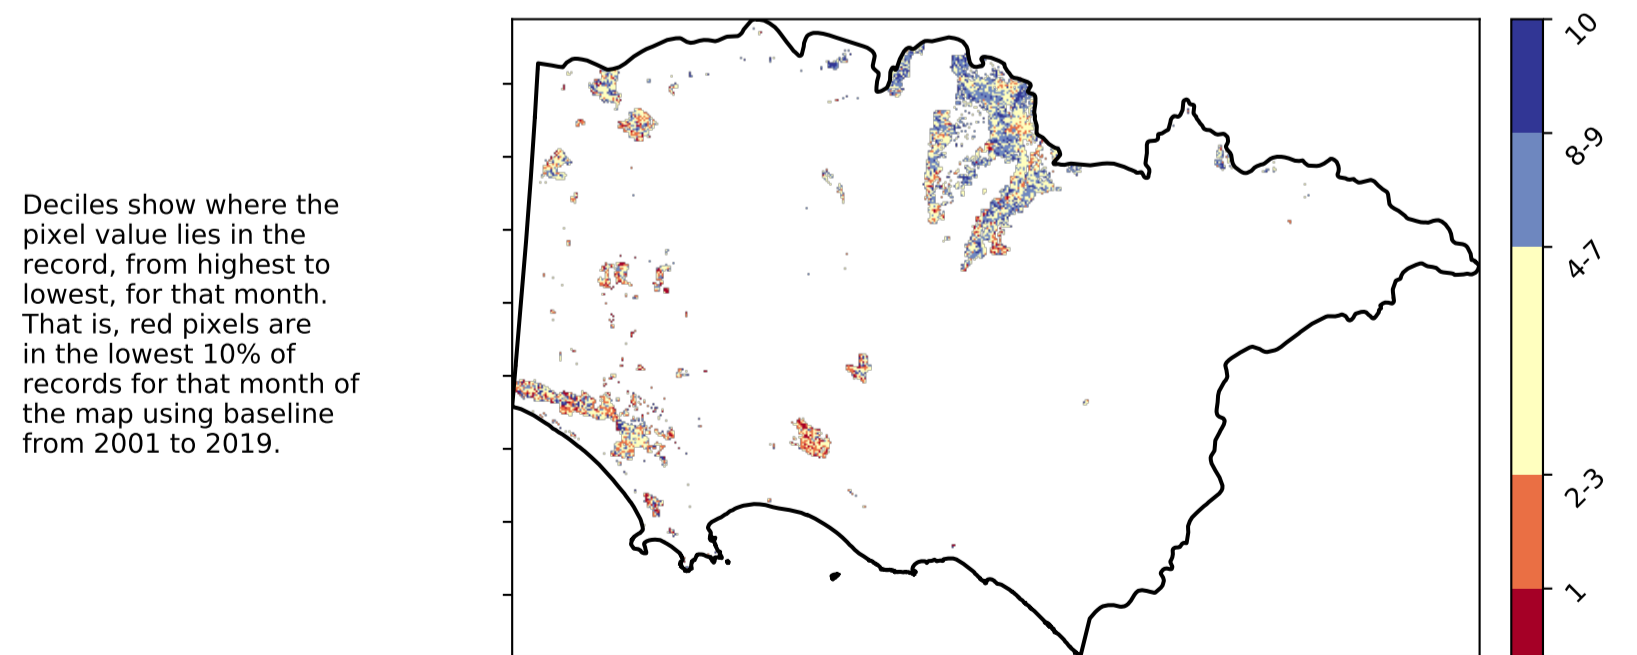 Deciles show where the
pixel value lies in the
record, from highest to
lowest, for that month.
That is, red pixels are
in the lowest 10% of
records for that month of
the map using baseline
from 2001 to 2019.
10
8-9
4-7
2-3
1